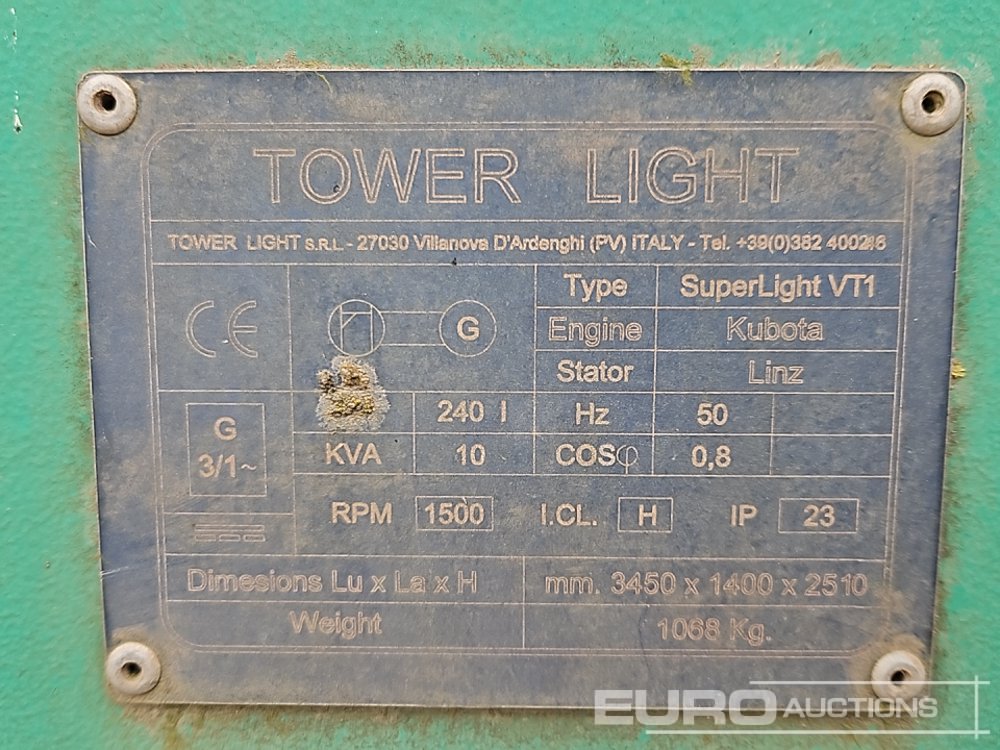 TOWER LIGHT
TOWER LIGHT S.R.L. - 27030 Villanova D'Ardenghi (PV) ITALY - Tel. +39(0)382 400246
CE
G
Type SuperLight VT1
Engine Kubota
Stator Linz
240 I Hz 50
G
3/1~
KVA 10 COSφ 0,8
RPM 1500 I.CL. H IP 23
Dimesions Lu x La x H mm. 3450 x 1400 x 2510
Weight 1068 Kg.
EURO AUCTIONS